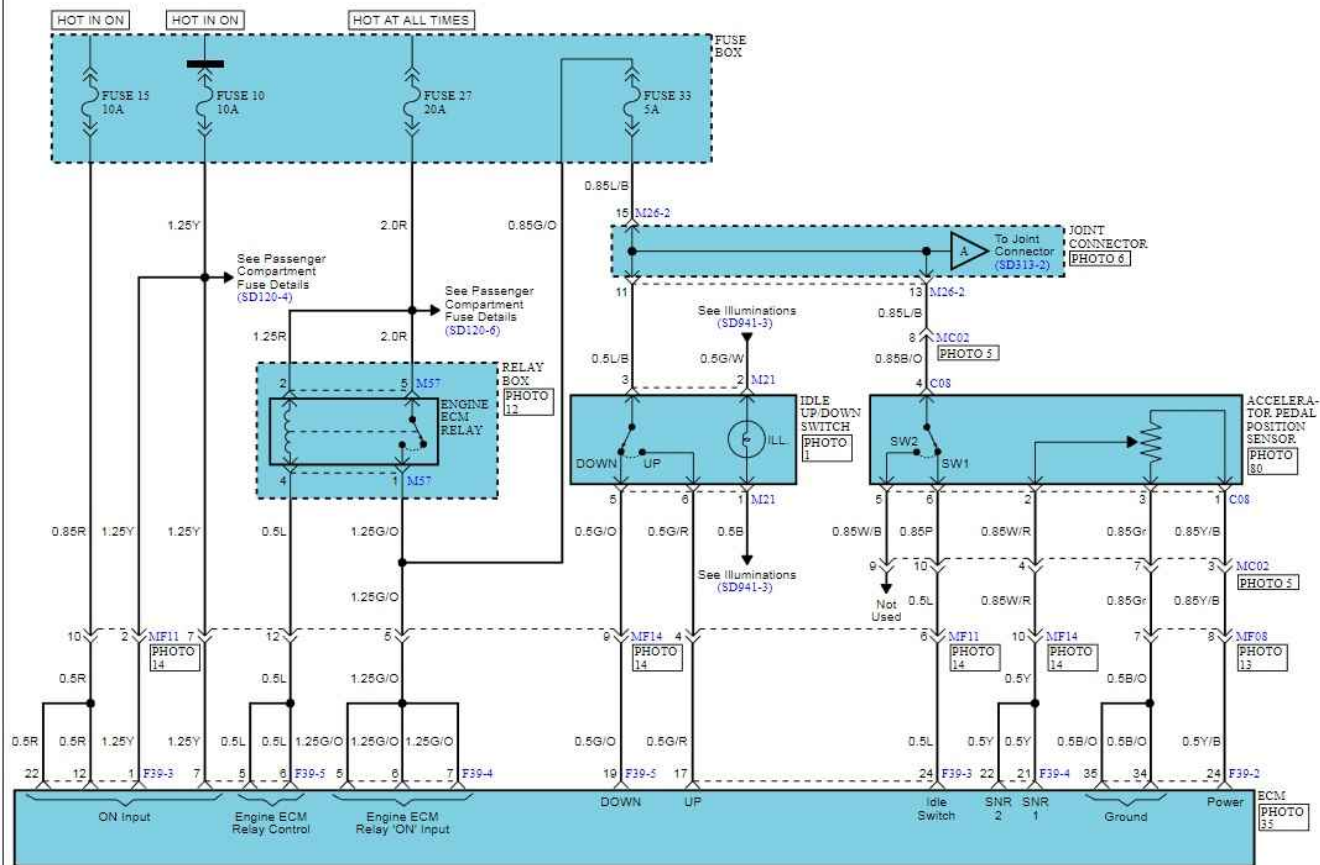 HOT IN ON
HOT IN ON
HOT AT ALL TIMES
FUSE
BOX
FUSE 15
10A
FUSE 10
10A
FUSE 27
20A
FUSE 33
5A
0.85L/B
15 M26-2
1.25Y
2.0R
0.85G/O
JOINT
CONNECTOR
PHOTO 6
A
To Joint
Connector
(SD313-2)
See Passenger
Compartment
Fuse Details
(SD120-4)
See Passenger
Compartment
Fuse Details
(SD120-6)
11
13 M26-2
See Illuminations
(SD941-3)
0.85L/B
8 MC02
PHOTO 5
1.25R
2.0R
0.5L/B
0.5G/W
0.85B/O
2
5 M57
RELAY
BOX
PHOTO
12
ENGINE
ECM
RELAY
4
1 M57
3
2 M21
IDLE
UP/DOWN
SWITCH
PHOTO
1
DOWN
UP
ILL.
5
6
1 M21
4 C08
ACCELERA-
TOR PEDAL
POSITION
SENSOR
PHOTO
80
SW2
SW1
5
6
2
3
1 C08
0.85R
1.25Y
1.25Y
0.5L
1.25G/O
0.5G/O
0.5G/R
0.5B
0.85W/B
0.85P
0.85W/R
0.85Gr
0.85Y/B
See Illuminations
(SD941-3)
9
10
4
7
3 MC02
PHOTO 5
Not
Used
1.25G/O
0.5L
0.85W/R
0.85Gr
0.85Y/B
10
2 MF11
7
PHOTO
14
12
5
9 MF14
4
PHOTO
14
6 MF11
PHOTO
14
10 MF14
PHOTO
14
7
8 MF08
PHOTO
13
0.5R
0.5L
1.25G/O
0.5Y
0.5B/O
0.5R
0.5R
1.25Y
1.25Y
0.5L
0.5L
1.25G/O
1.25G/O
1.25G/O
0.5G/O
0.5G/R
0.5L
0.5Y
0.5Y
0.5B/O
0.5B/O
0.5Y/B
22
12
1 F39-3
7
5
6 F39-5
5
6
7 F39-4
19 F39-5
17
24 F39-3
22
21 F39-4
35
34
24 F39-2
ON Input
Engine ECM
Relay Control
Engine ECM
Relay 'ON' Input
DOWN
UP
Idle
Switch
SNR
2
SNR
1
Ground
Power
ECM
PHOTO
35